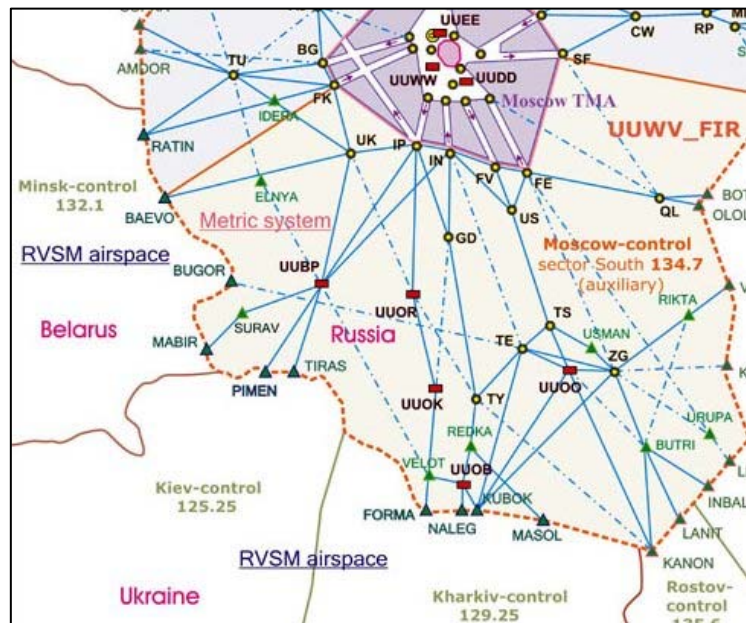 UUEE
CW
RP
BG
SF
AMDOR
TU
UUWW
UUDD
FK
Moscow TMA
IDERA
UUWV_FIR
RATIN
UK
IP
IN
Minsk-control
132.1
FV
FE
ELNYA
BAEVO
QL
Metric system
US
RVSM airspace
GD
Moscow-control
sector South 134.7
(auxiliary)
BUGOR
UUBP
RIKTA
UUOR
SURAV
Russia
TS
Belarus
TE
USMAN
MABIR
ZG
TIRAS
UUOO
PIMEN
UUOK
TY
URUPA
REDKA
BUTRI
VELOT
UUOB
Kiev-control
125.25
KUBOK
INBAL
FORMA
NALEG
MASOL
LANIT
RVSM airspace
KANON
Ukraine
Kharkiv-control
129.25
Rostov-
control